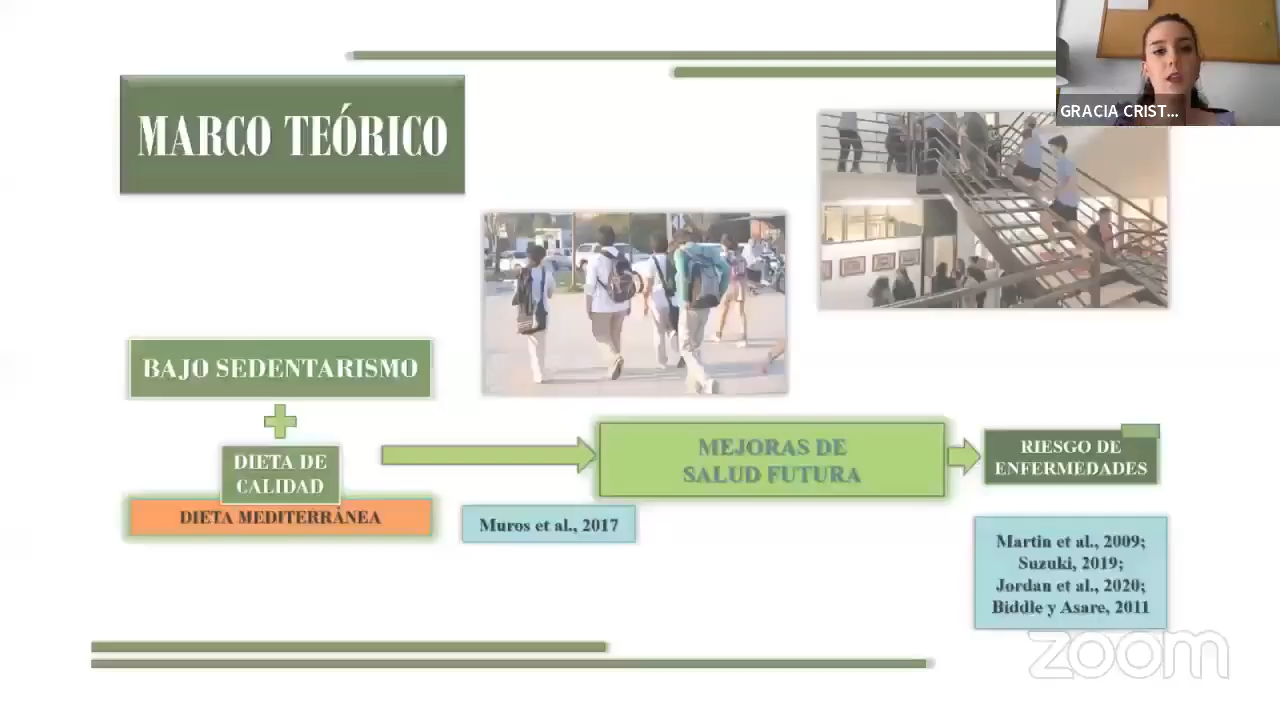 GRACIA CRIST...
MARCO TEÓRICO
BAJO SEDENTARISMO
DIETA DE
CALIDAD
DIETA MEDITERRÁNEA
Muros et al., 2017
MEJORAS DE
SALUD FUTURA
RIESGO DE
ENFERMEDADES
Martin et al., 2009;
Suzuki, 2019;
Jordan et al., 2020;
Biddle y Asare, 2011
zoom